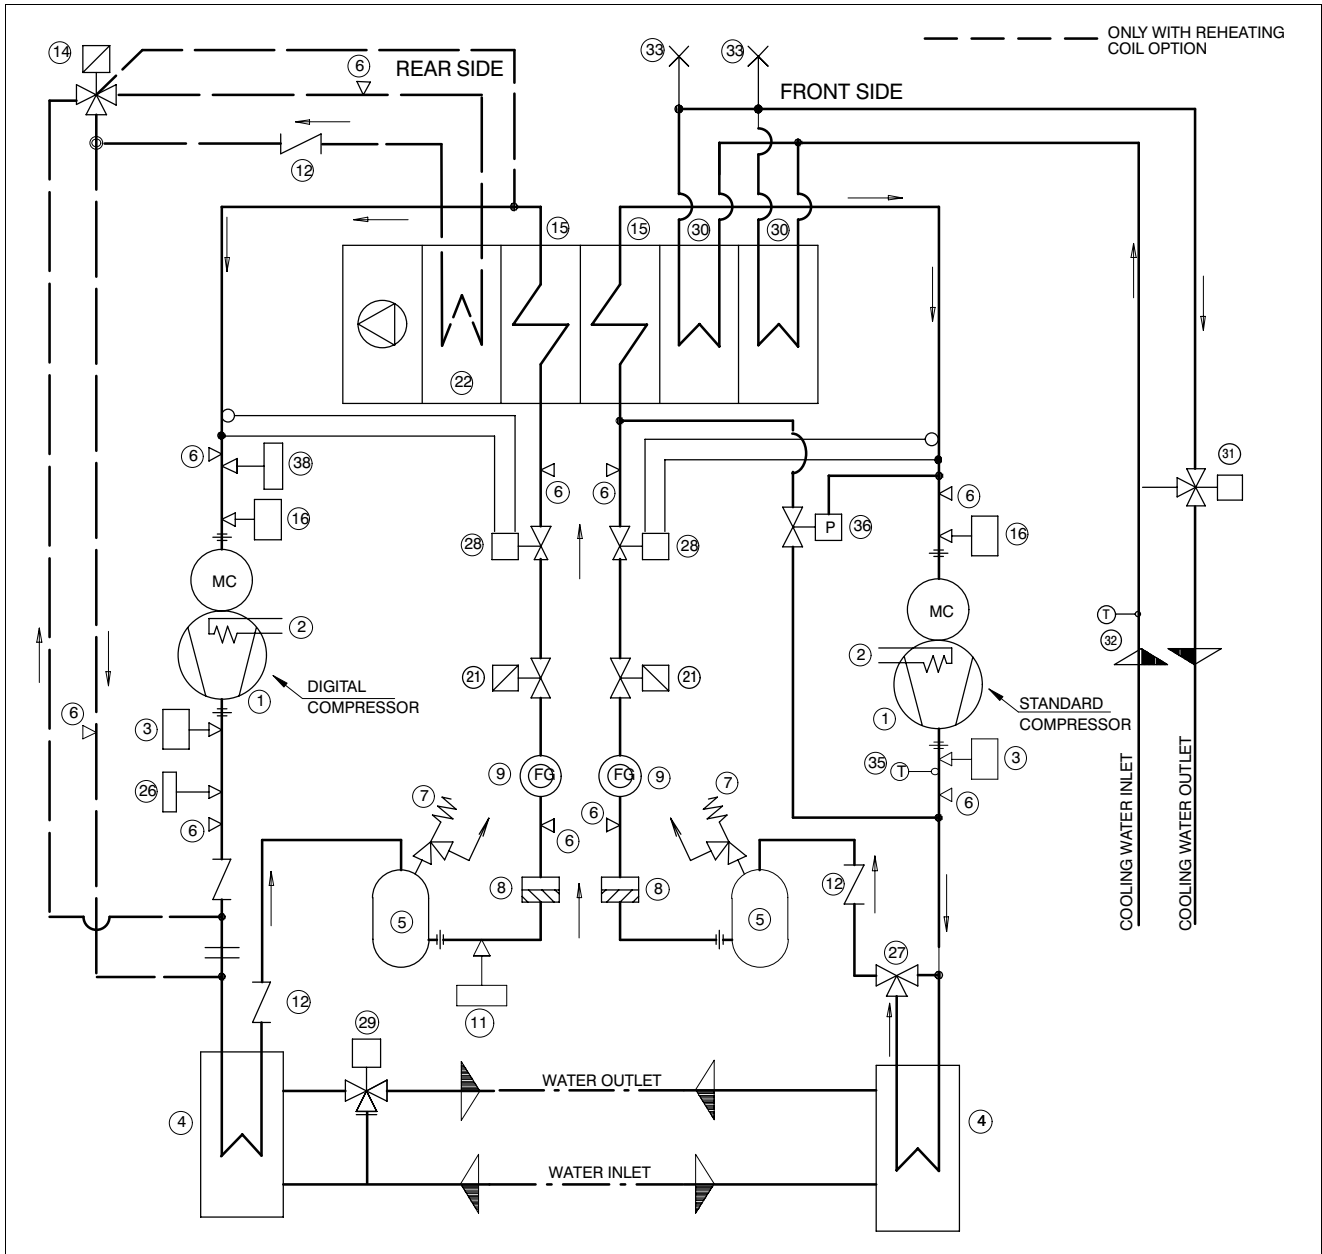 ONLY WITH REHEATING
COIL OPTION
14
6
REAR SIDE
33
33
FRONT SIDE
12
15
15
30
30
22
6
38
16
6
6
28
28
36
P
6
16
31
MC
MC
2
2
T
32
DIGITAL
COMPRESSOR
1
21
21
STANDARD
COMPRESSOR
1
6
3
26
6
9
FG
FG
9
35
T
3
6
7
7
6
6
8
8
5
5
12
27
12
11
29
COOLING WATER INLET
COOLING WATER OUTLET
WATER OUTLET
4
4
WATER INLET